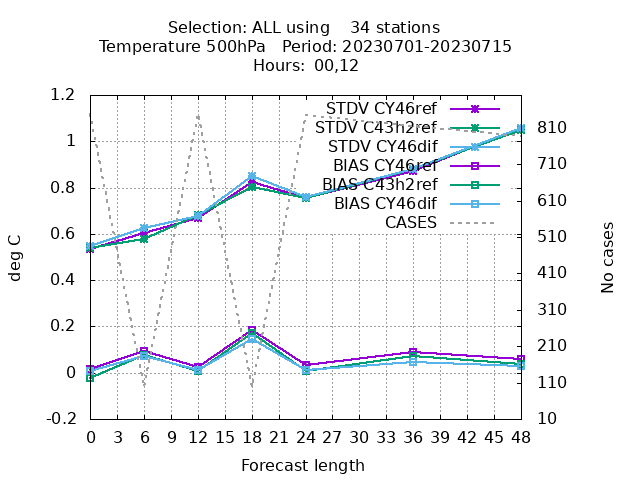 Selection: ALL using    34 stations
Temperature 500hPa   Period: 20230701-20230715
Hours:  00,12
1.2
1
0.8
0.6
0.4
0.2
0
-0.2
deg C
STDV CY46ref
STDV C43h2ref
STDV CY46dif
BIAS CY46ref
BIAS C43h2ref
BIAS CY46dif
CASES
810
710
610
510
410
310
210
110
10
No cases
0 3 6 9 12 15 18 21 24 27 30 33 36 39 42 45 48
Forecast length